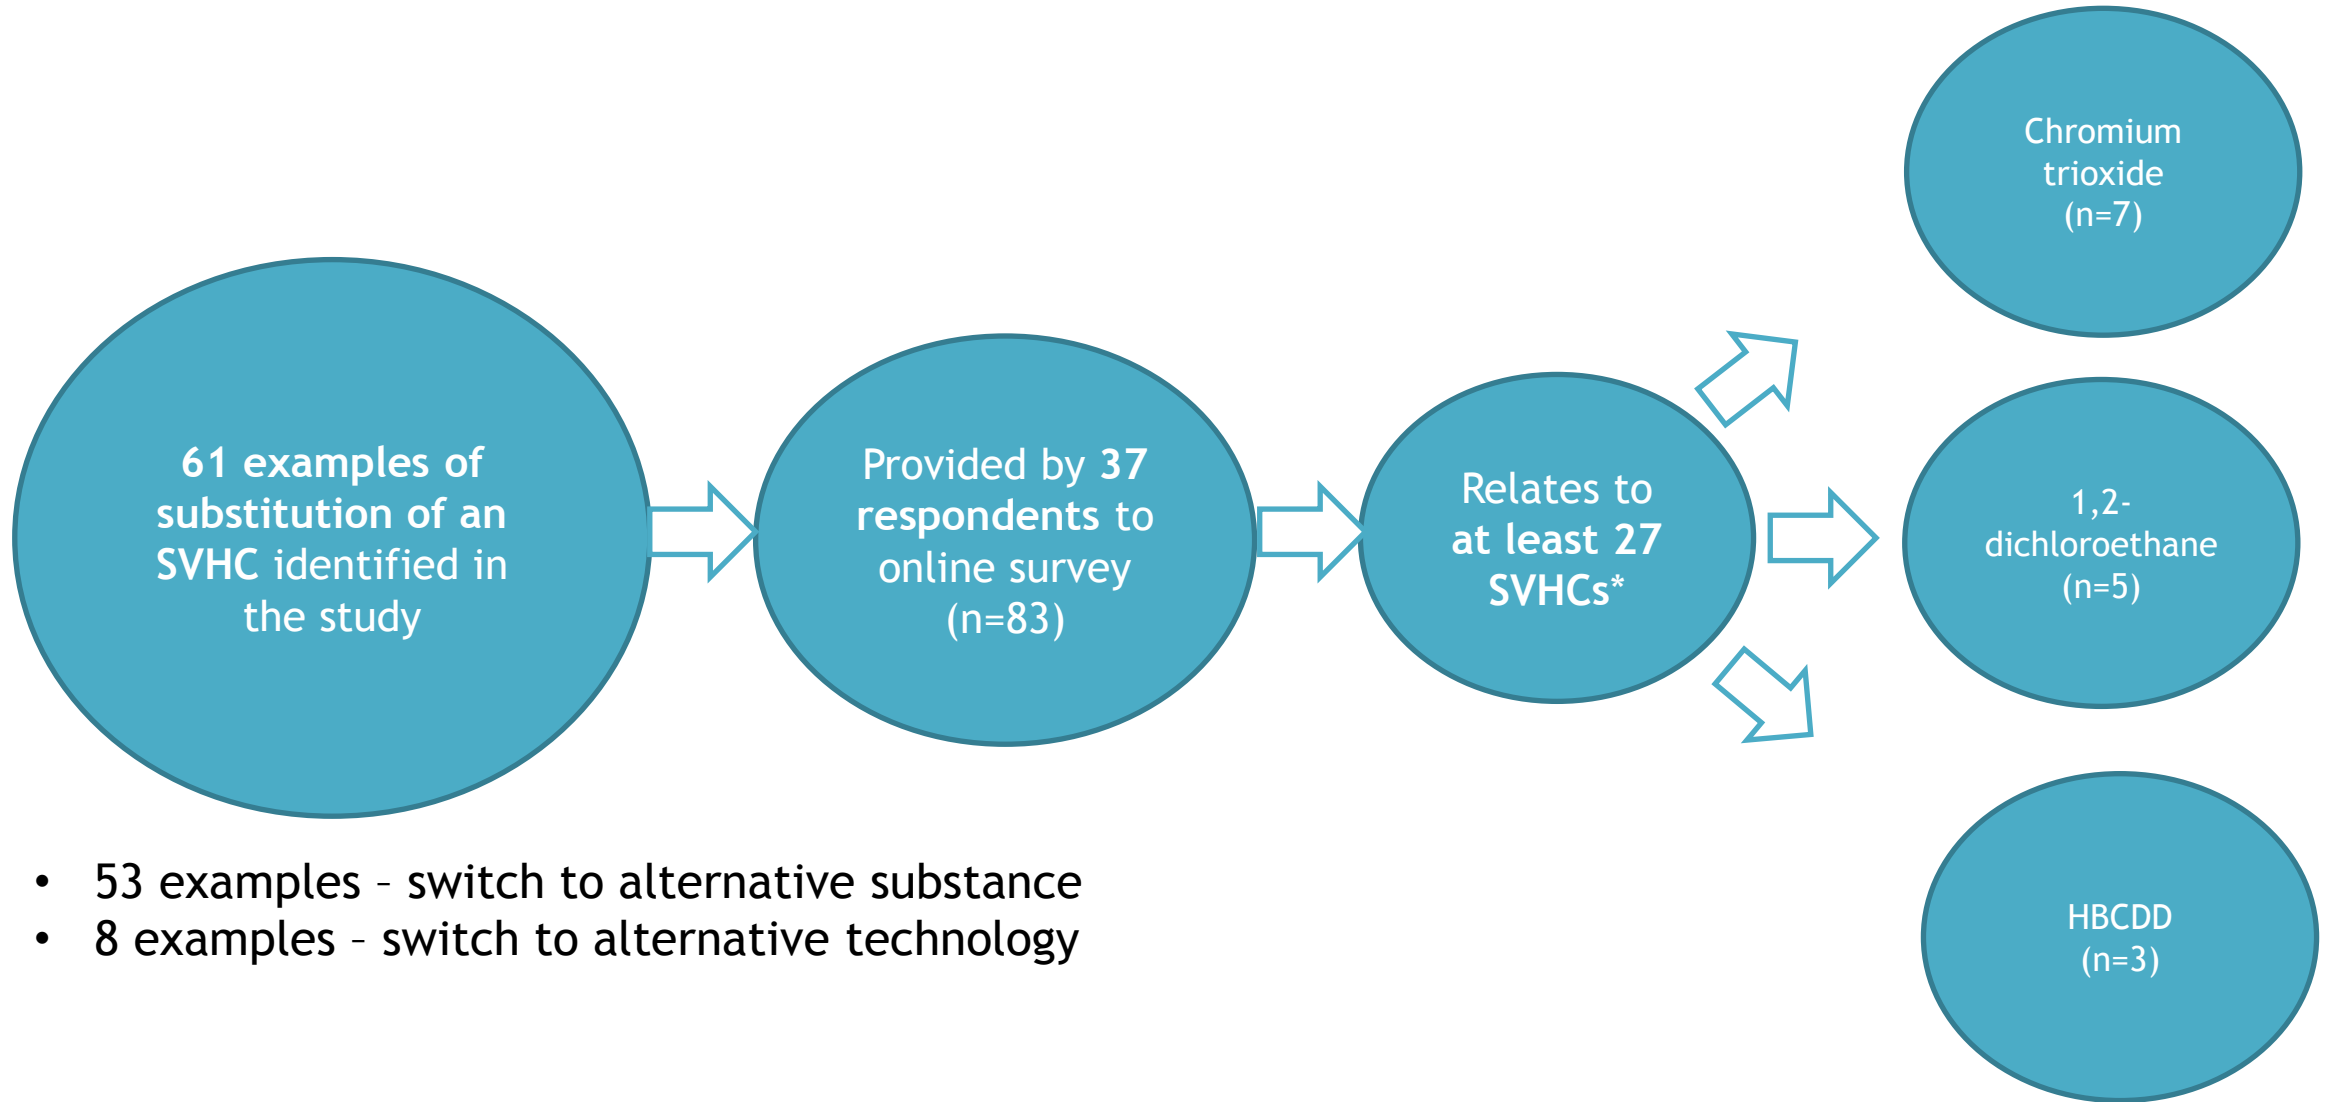 61 examples of
substitution of an
SVHC identified in
the study
Provided by 37
respondents to
online survey
(n=83)
Relates to
at least 27
SVHCs*
Chromium
trioxide
(n=7)
1,2-
dichloroethane
(n=5)
HBCDD
(n=3)
• 53 examples – switch to alternative substance
• 8 examples – switch to alternative technology